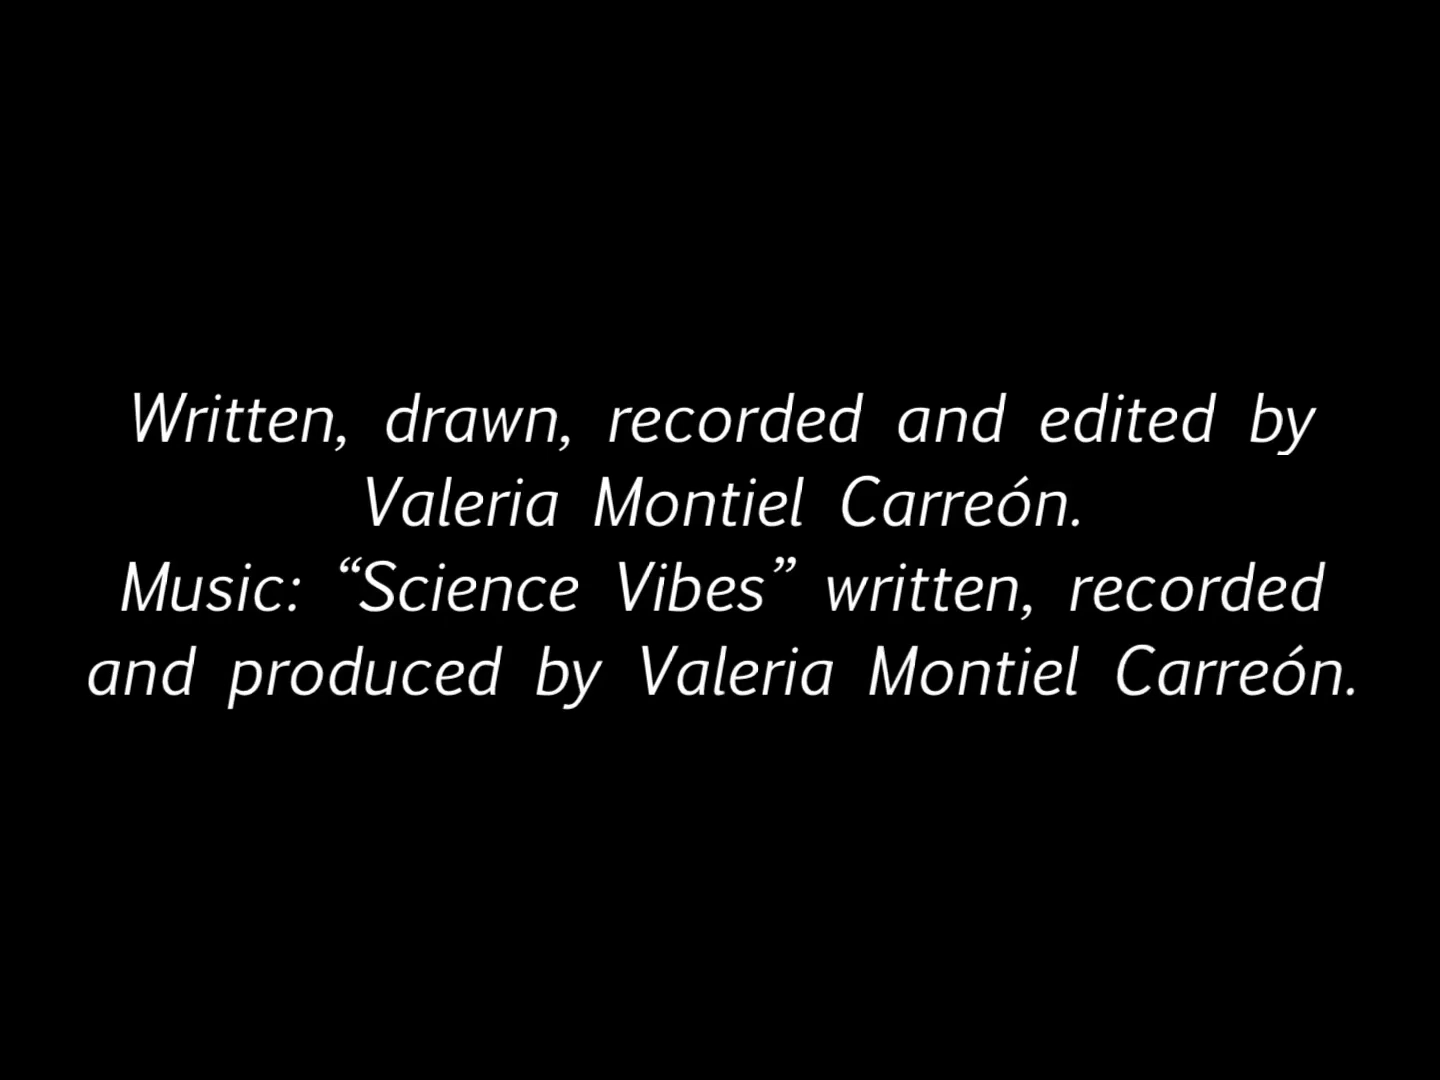 Written, drawn, recorded and edited by
Valeria Montiel Carreón.
Music: “Science Vibes” written, recorded
and produced by Valeria Montiel Carreón.